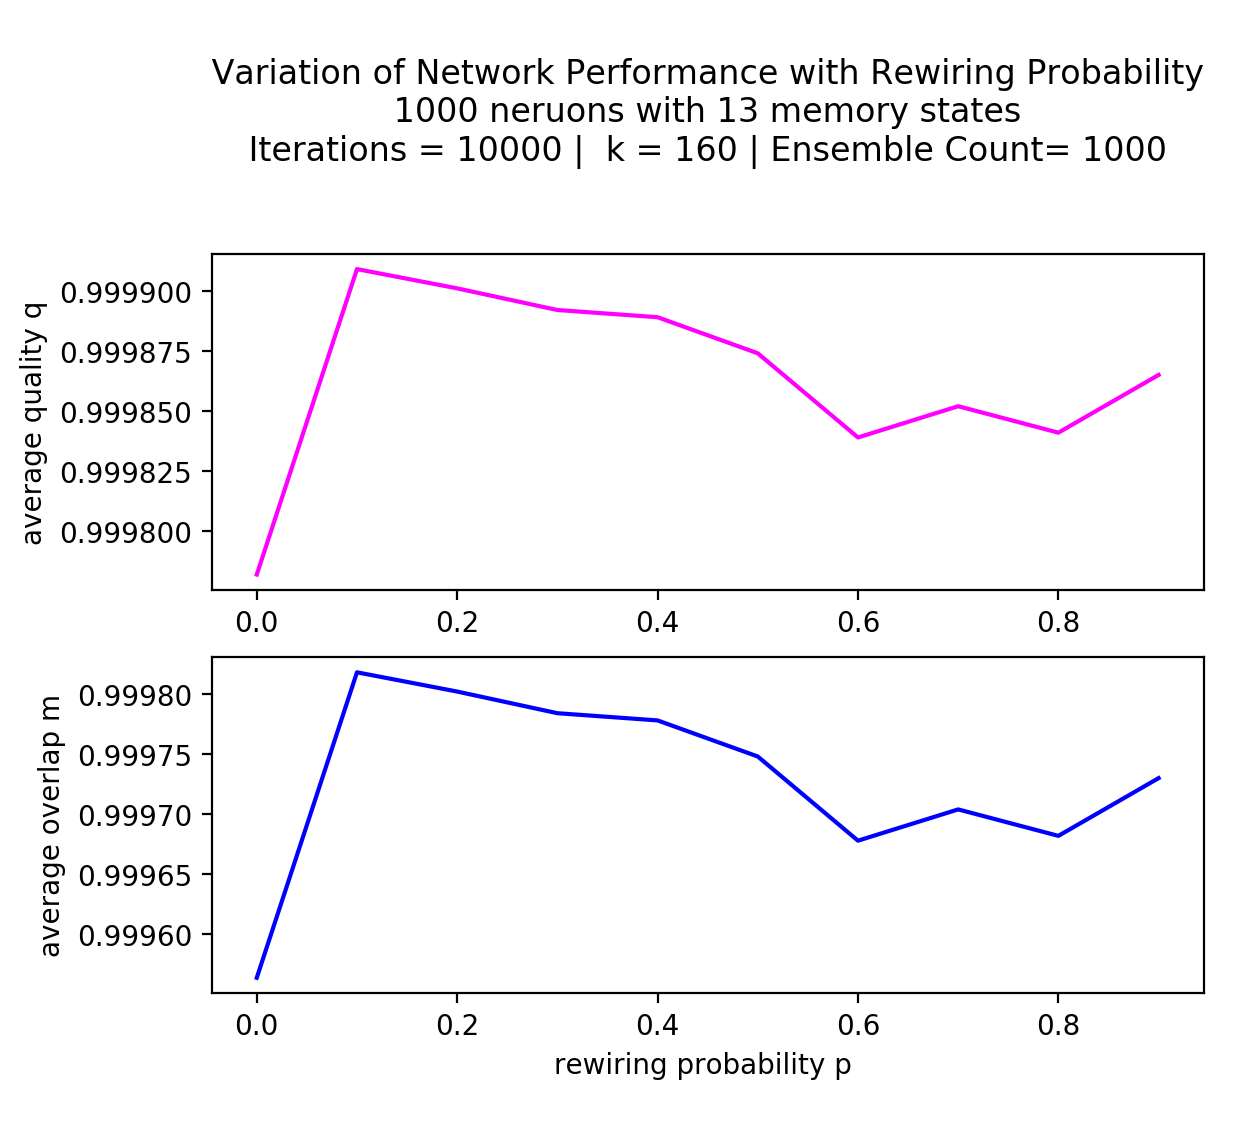 Variation of Network Performance with Rewiring Probability
1000 neruons with 13 memory states
Iterations = 10000 |  k = 160 | Ensemble Count= 1000
average quality q
0.999900
0.999875
0.999850
0.999825
0.999800
0.0 0.2 0.4 0.6 0.8
average overlap m
0.99980
0.99975
0.99970
0.99965
0.99960
0.0 0.2 0.4 0.6 0.8
rewiring probability p